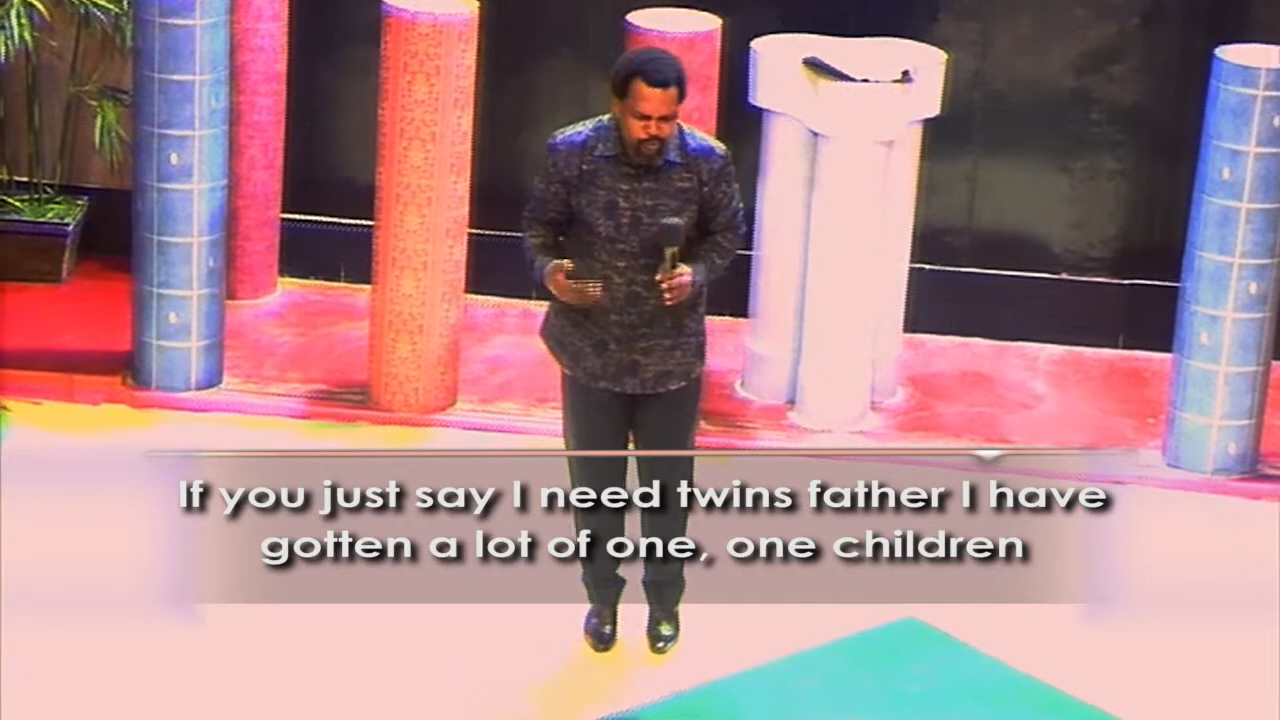 If you just say I need twins father I have
gotten a lot of one, one children